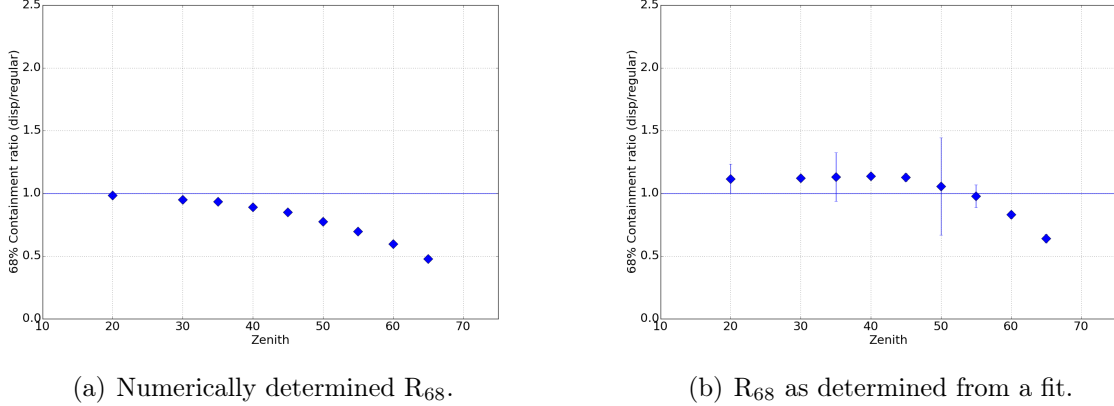 2.5
2.0
1.5
1.0
0.5
0.0
68% Containment ratio (disp/regular)
10 20 30 40 50 60 70
Zenith
(a) Numerically determined R68.
2.5
2.0
1.5
1.0
0.5
0.0
68% Containment ratio (disp/regular)
10 20 30 40 50 60 70
Zenith
(b) R68 as determined from a fit.